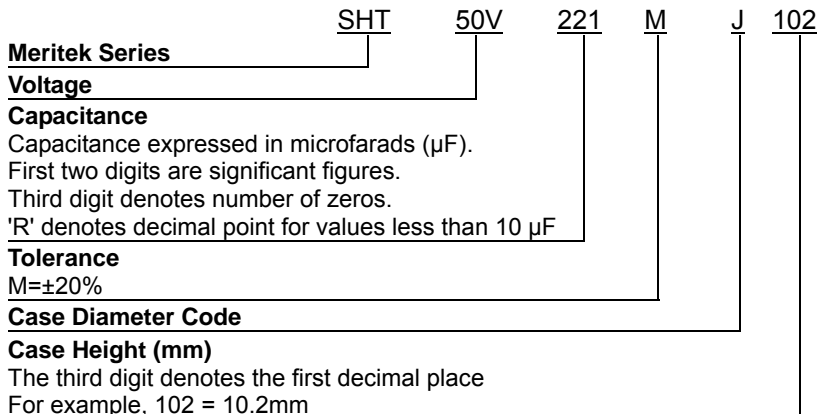 SHT 50V 221 M J 102
Meritek Series
Voltage
Capacitance
Capacitance expressed in microfarads (µF).
First two digits are significant figures.
Third digit denotes number of zeros.
'R' denotes decimal point for values less than 10 µF
Tolerance
M=±20%
Case Diameter Code
Case Height (mm)
The third digit denotes the first decimal place
For example, 102 = 10.2mm